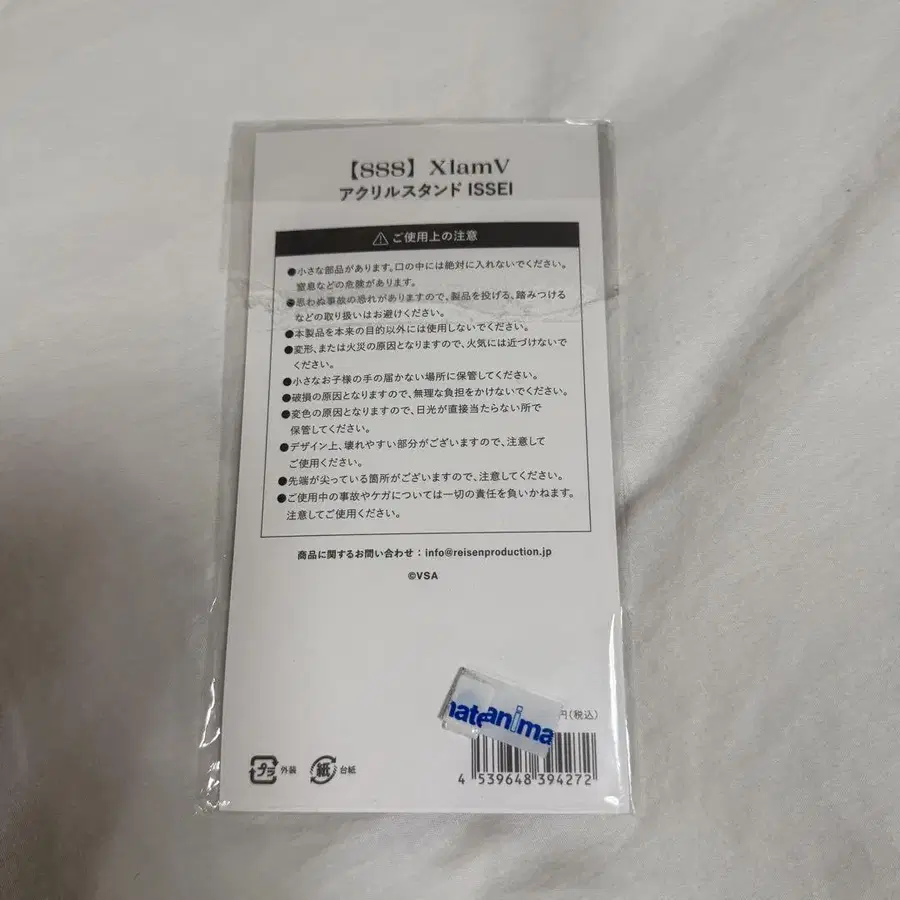 【SSS】 XlamV
アクリルスタンド ISSEI
ご使用上の注意
●小さな部品があります。口の中には絶対に入れないでください。
窒息などの危険があります。
●思わぬ事故の恐れがありますので、製品を投げる、踏みつける
などの取り扱いはお避けください。
●本製品を本来の目的以外には使用しないでください。
●変形、または火災の原因となりますので、火気には近づけないで
ください。
●小さなお子様の手の届かない場所に保管してください。
●破損の原因となりますので、無理な負担をかけないでください。
●変色の原因となりますので、日光が直接当たらない所で
保管してください。
●デザイン上、壊れやすい部分がございますので、注意して
ご使用ください。
●先端が尖っている箇所がございますので、注意してください。
●ご使用中の事故やケガについては一切の責任を負いかねます。
注意してご使用ください。
商品に関するお問い合わせ：info@reisenproduction.jp
©VSA
mate anima
円(税込)
プラ 外装 紙 台紙
4 539648 394272